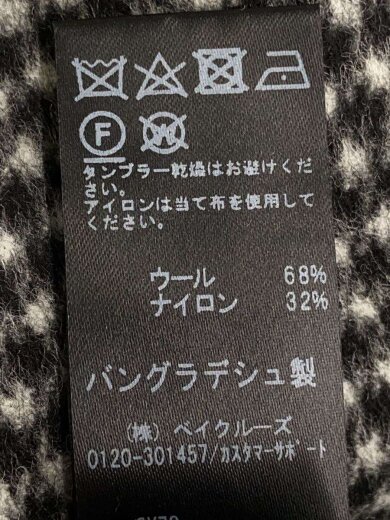 F W
タンブラー乾燥はお避けくだ
さい。
アイロンは当て布を使用して
ください。
ウール 68%
ナイロン 32%
バングラデシュ製
(株) ベイクルーズ
0120-301457/カスタマーサポート